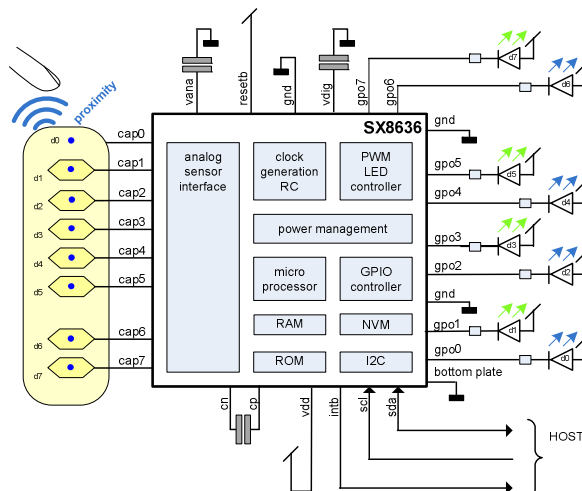 vana
resetb
gnd
vdig
gpo7
gpo6
d7
d6
proximity
SX8636
gnd
d0
cap0
d1
cap1
d2
cap2
d3
cap3
d4
cap4
d5
cap5
d6
cap6
d7
cap7
analog
sensor
interface
clock
generation
RC
PWM
LED
controller
power management
micro
processor
GPIO
controller
RAM
NVM
ROM
I2C
gpo5
d5
gpo4
d4
gpo3
d3
gpo2
d2
gnd
gpo1
d1
gpo0
d0
bottom plate
cn
cp
vdd
intb
scl
sda
HOST